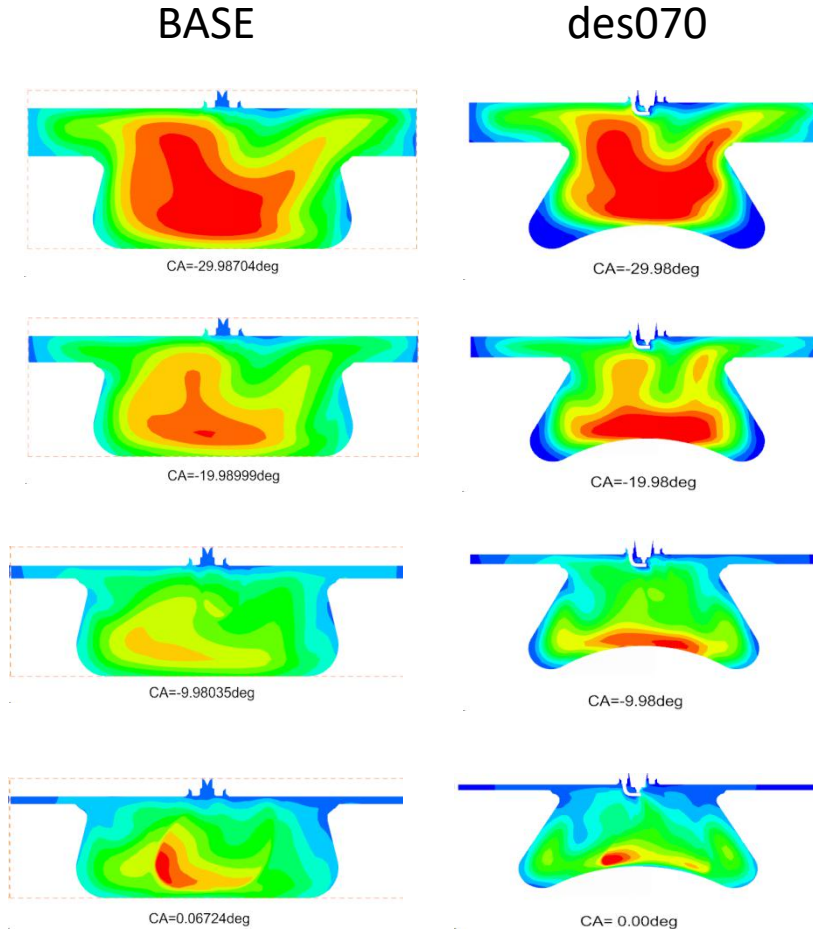 BASE
des070
CA=-29.98704deg
CA=-29.98deg
CA=-19.98999deg
CA=-19.98deg
CA=-9.98035deg
CA=-9.98deg
CA=0.06724deg
CA= 0.00deg